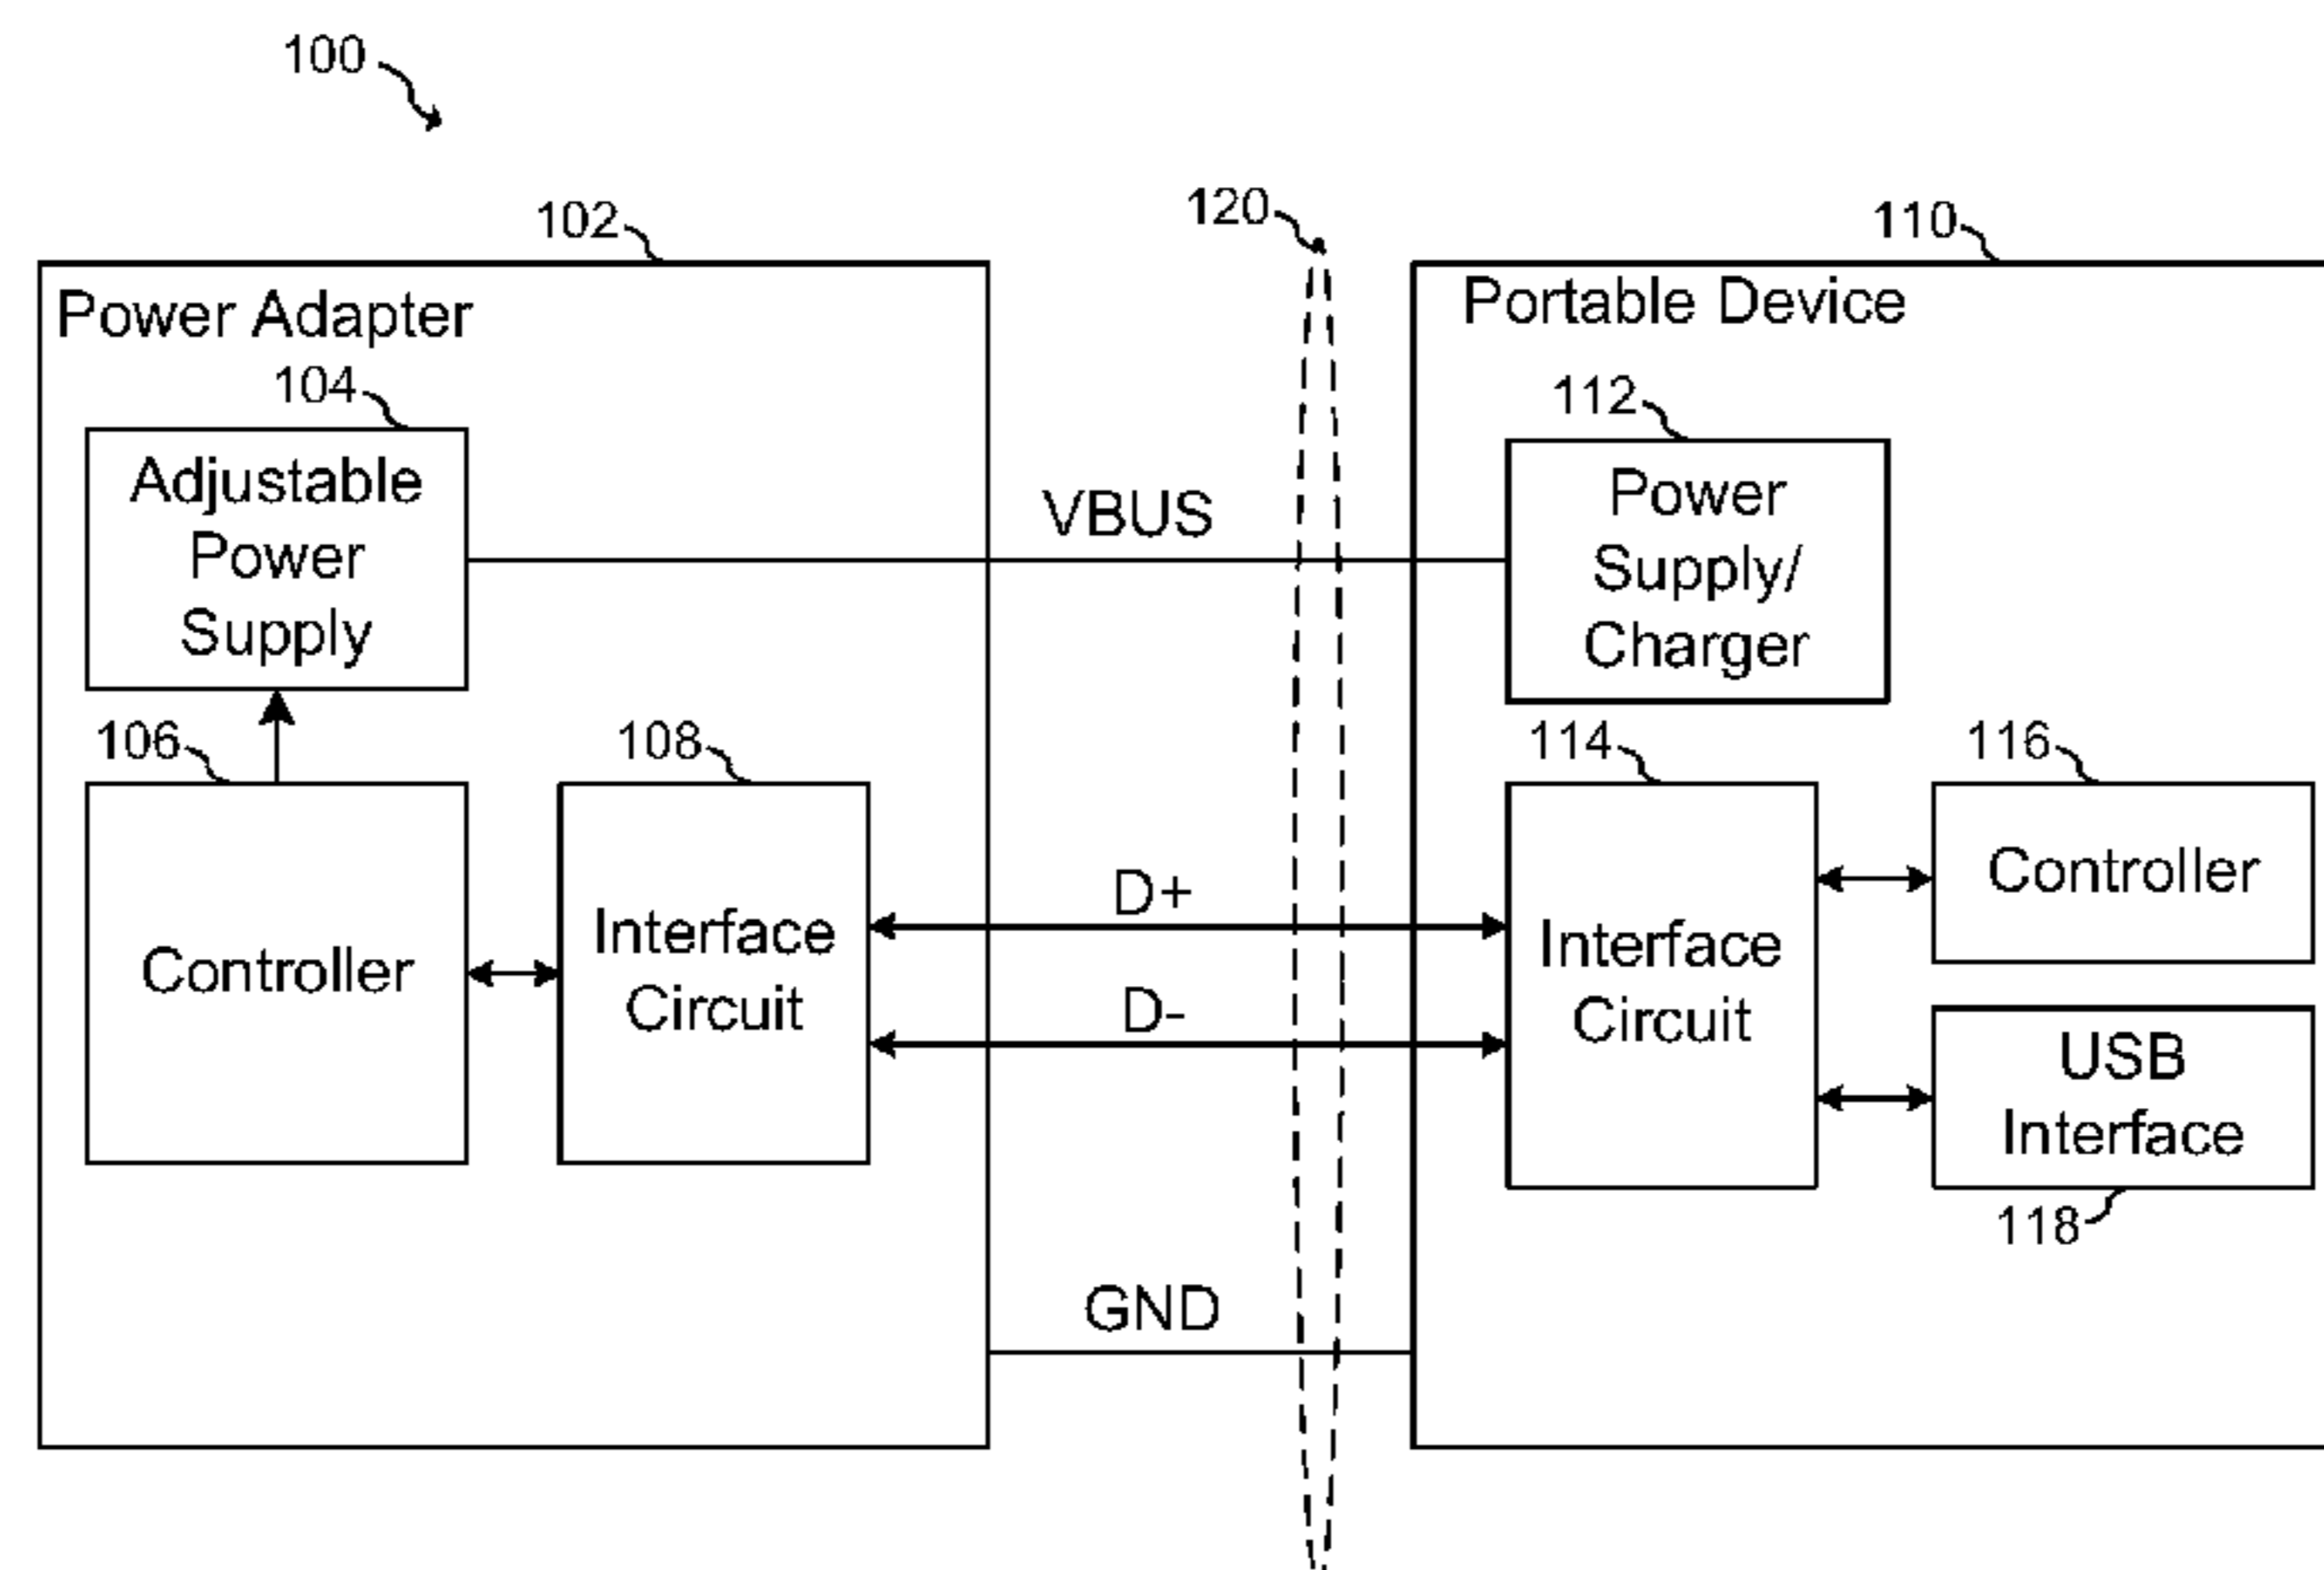 100
102
120
110
Power Adapter
Portable Device
104
112
Adjustable
Power
Supply
VBUS
Power
Supply/
Charger
106
108
114
116
Controller
Interface
Circuit
D+
D-
Interface
Circuit
Controller
USB
Interface
118
GND